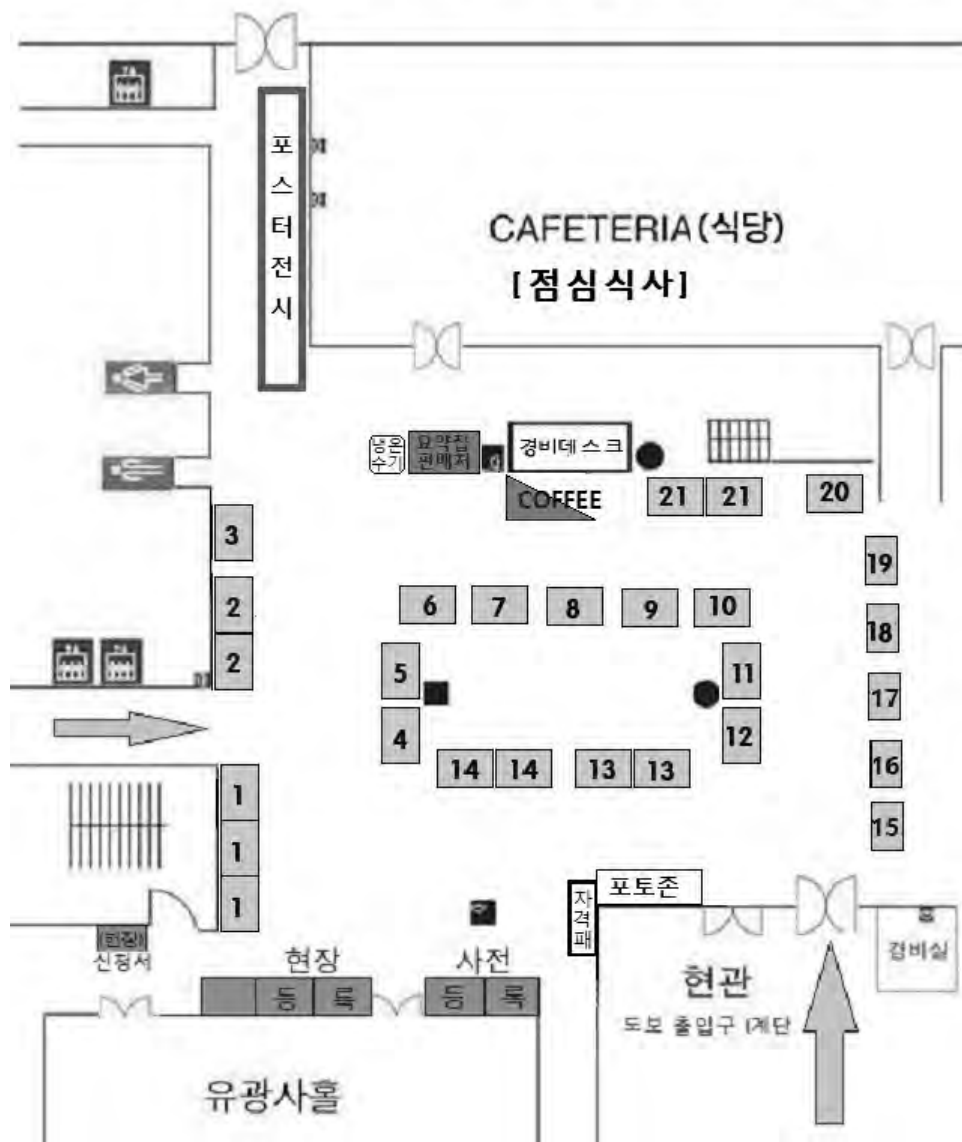 포스터전시
CAFETERIA(식당)
[점심식사]
냉온
수기
요약집
판매처
경비데스크
COFFEE
21
21
20
3
19
2
6
7
8
9
10
18
2
5
11
17
4
12
14
14
13
13
16
1
15
1
1
포토존
자격패
(현장)
신청서
현장
사전
등
록
등
록
현관
경비실
도보 출입구 (계단
유광사홀